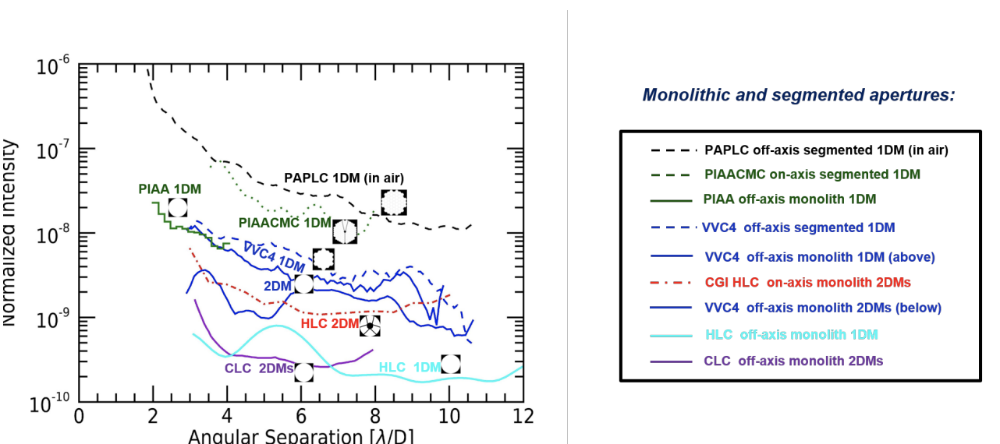 10^-6
10^-7
10^-8
10^-9
10^-10
Normalized Intensity
0 2 4 6 8 10 12
Angular Separation [λ/D]
PAPLC 1DM (in air)
PIAA 1DM
PIAACMC 1DM
VVC4 1DM
2DM
HLC 2DM
CLC 2DMs
HLC 1DM
Monolithic and segmented apertures:
PAPLC off-axis segmented 1DM (in air)
PIAACMC on-axis segmented 1DM
PIAA off-axis monolith 1DM
VVC4 off-axis segmented 1DM
VVC4 off-axis monolith 1DM (above)
CGI HLC on-axis monolith 2DMs
VVC4 off-axis monolith 2DMs (below)
HLC off-axis monolith 1DM
CLC off-axis monolith 2DMs